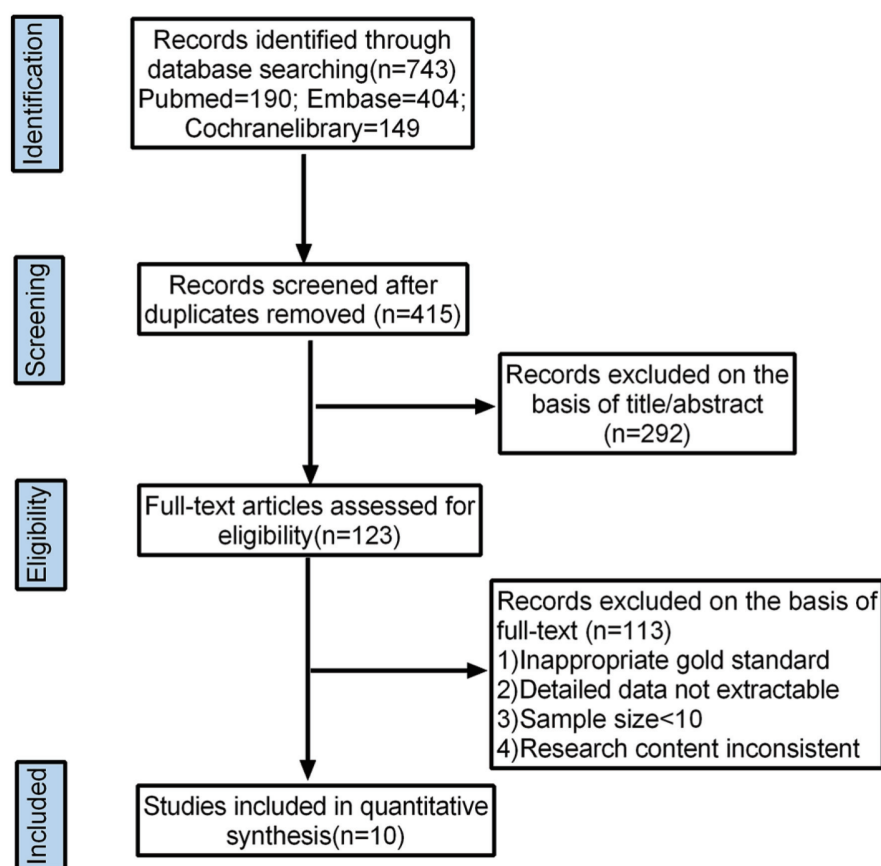 Identification
Records identified through
database searching(n=743)
Pubmed=190; Embase=404;
Cochranelibrary=149
Screening
Records screened after
duplicates removed (n=415)
Records excluded on the
basis of title/abstract
(n=292)
Eligibility
Full-text articles assessed for
eligibility(n=123)
Records excluded on the basis of
full-text (n=113)
1)Inappropriate gold standard
2)Detailed data not extractable
3)Sample size<10
4)Research content inconsistent
Included
Studies included in quantitative
synthesis(n=10)